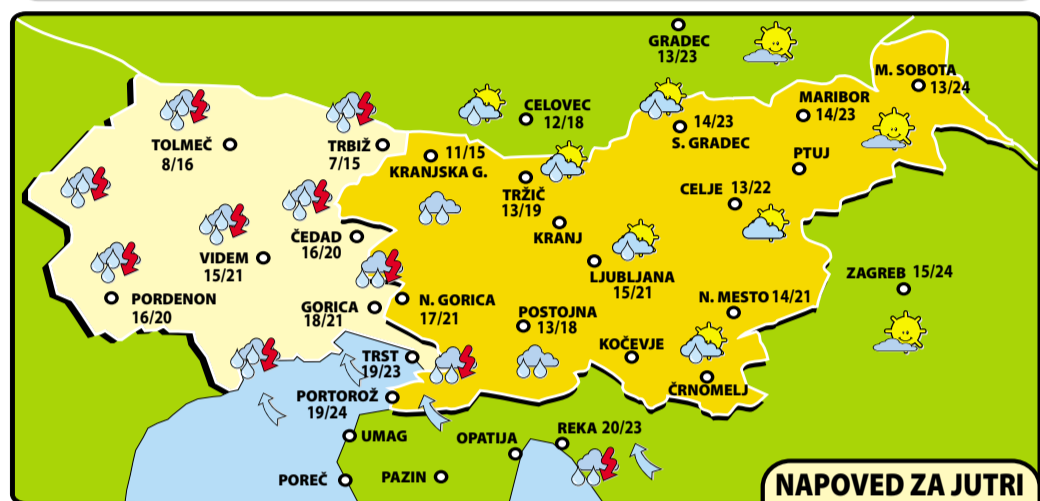 GRADEC
13/23
M. SOBOTA
13/24
MARIBOR
14/23
CELOVEC
12/18
14/23
S. GRADEC
TOLMEČ
8/16
TRBIŽ
7/15
11/15
KRANJSKA G.
PTUJ
TRŽIČ
13/19
CELJE 13/22
KRANJ
ČEDAD
16/20
VIDEM
15/21
LJUBLJANA
15/21
ZAGREB 15/24
PORDENON
16/20
GORICA
18/21
N. GORICA
17/21
N. MESTO 14/21
POSTOJNA
13/18
KOČEVJE
TRST
19/23
ČRNOMELJ
PORTOROŽ
19/24
UMAG
OPATIJA
REKA 20/23
POREČ
PAZIN
NAPOVED ZA JUTRI